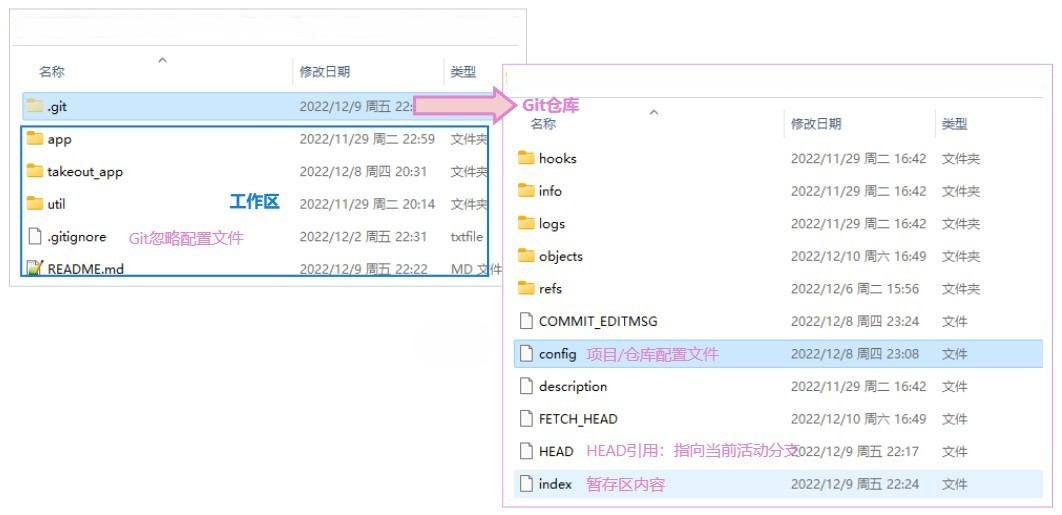 名称 修改日期 类型
.git 2022/12/9 周五 22:
app 2022/11/29 周二 22:59 文件夹
takeout_app 2022/12/8 周四 20:31 文件夹
util 工作区 2022/11/29 周二 20:14 文件夹
.gitignore Git忽略配置文件 2022/12/2 周五 22:31 txtfile
README.md 2022/12/9 周五 22:22 MD 文件
Git仓库
名称 修改日期 类型
hooks 2022/11/29 周二 16:42 文件夹
info 2022/11/29 周二 16:42 文件夹
logs 2022/11/29 周二 16:42 文件夹
objects 2022/12/10 周六 16:49 文件夹
refs 2022/12/6 周二 15:56 文件夹
COMMIT_EDITMSG 2022/12/8 周四 23:24 文件
config 项目/仓库配置文件 2022/12/8 周四 23:08 文件
description 2022/11/29 周二 16:42 文件
FETCH_HEAD 2022/12/10 周六 16:49 文件
HEAD HEAD引用：指向当前活动分支 2022/12/9 周五 22:17 文件
index 暂存区内容 2022/12/9 周五 22:24 文件